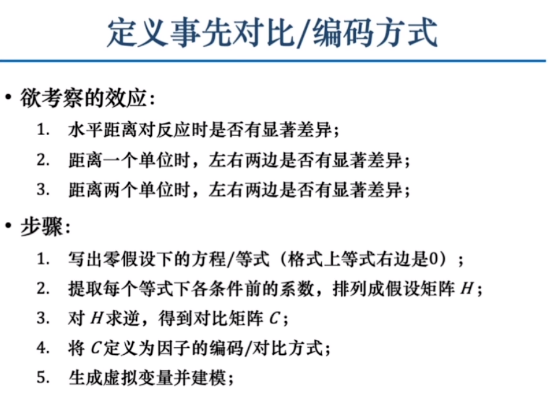 定义事先对比/编码方式
• 欲考察的效应：
1. 水平距离对反应时是否有显著差异；
2. 距离一个单位时，左右两边是否有显著差异；
3. 距离两个单位时，左右两边是否有显著差异；
• 步骤：
1. 写出零假设下的方程/等式（格式上等式右边是0）；
2. 提取每个等式下各条件前的系数，排列成假设矩阵 H；
3. 对 H 求逆，得到对比矩阵 C；
4. 将 C定义为因子的编码/对比方式；
5. 生成虚拟变量并建模；